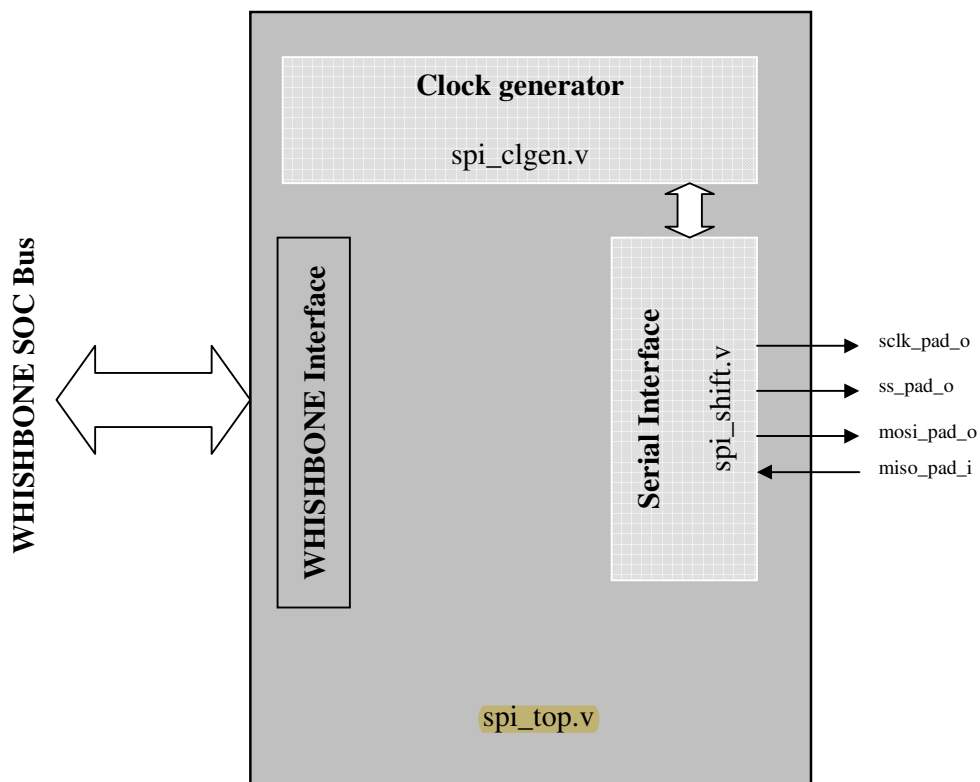 Clock generator
spi_clgen.v
WHISHBONE SOC Bus
WHISHBONE Interface
Serial Interface
spi_shift.v
sclk_pad_o
ss_pad_o
mosi_pad_o
miso_pad_i
spi_top.v